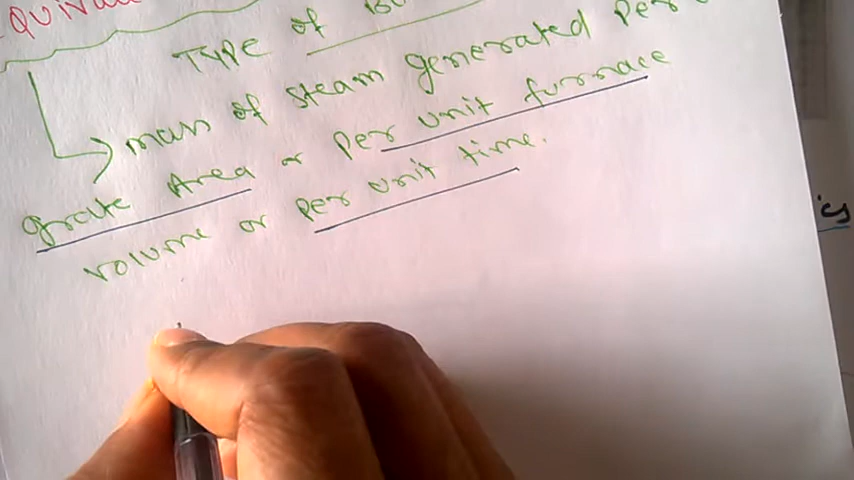 TYPE of
mass of steam generated Per
grate Area or Per unit furnace
volume or Per unit time.